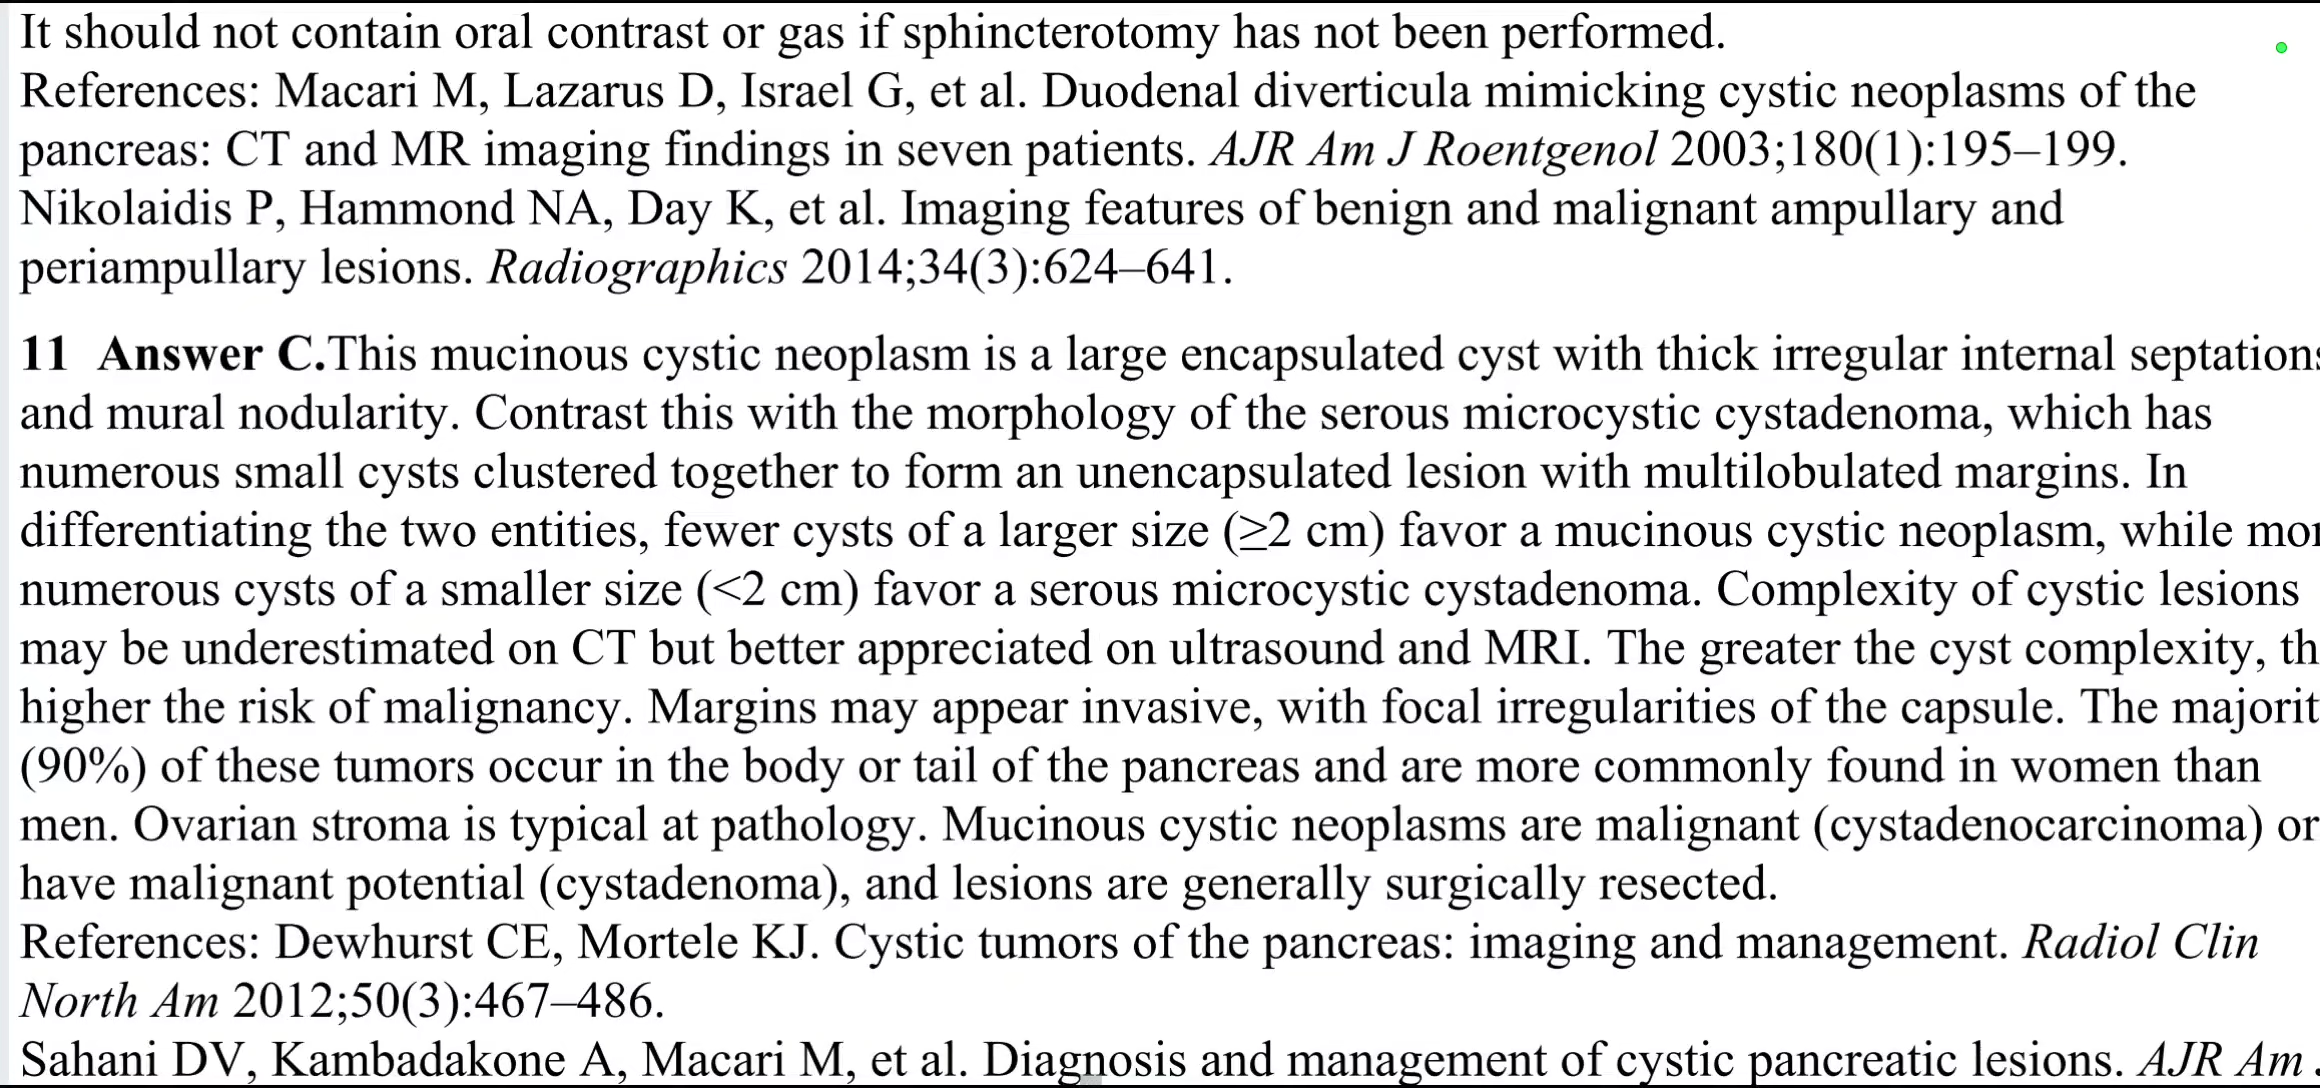 It should not contain oral contrast or gas if sphincterotomy has not been performed.
References: Macari M, Lazarus D, Israel G, et al. Duodenal diverticula mimicking cystic neoplasms of the
pancreas: CT and MR imaging findings in seven patients. AJR Am J Roentgenol 2003;180(1):195–199.
Nikolaidis P, Hammond NA, Day K, et al. Imaging features of benign and malignant ampullary and
periampullary lesions. Radiographics 2014;34(3):624–641.
11 Answer C.This mucinous cystic neoplasm is a large encapsulated cyst with thick irregular internal septations
and mural nodularity. Contrast this with the morphology of the serous microcystic cystadenoma, which has
numerous small cysts clustered together to form an unencapsulated lesion with multilobulated margins. In
differentiating the two entities, fewer cysts of a larger size (≥2 cm) favor a mucinous cystic neoplasm, while mor
numerous cysts of a smaller size (<2 cm) favor a serous microcystic cystadenoma. Complexity of cystic lesions
may be underestimated on CT but better appreciated on ultrasound and MRI. The greater the cyst complexity, th
higher the risk of malignancy. Margins may appear invasive, with focal irregularities of the capsule. The majorit
(90%) of these tumors occur in the body or tail of the pancreas and are more commonly found in women than
men. Ovarian stroma is typical at pathology. Mucinous cystic neoplasms are malignant (cystadenocarcinoma) or
have malignant potential (cystadenoma), and lesions are generally surgically resected.
References: Dewhurst CE, Mortele KJ. Cystic tumors of the pancreas: imaging and management. Radiol Clin
North Am 2012;50(3):467–486.
Sahani DV, Kambadakone A, Macari M, et al. Diagnosis and management of cystic pancreatic lesions. AJR Am